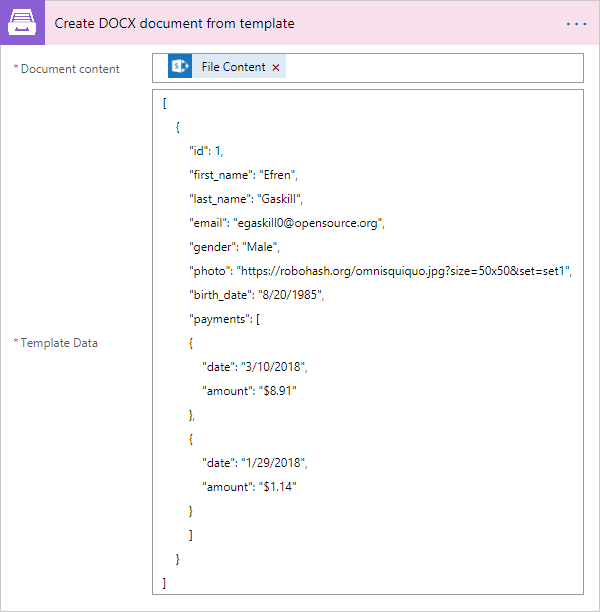 Create DOCX document from template
...
* Document content
File Content ×
* Template Data
[
{
"id": 1,
"first_name": "Efren",
"last_name": "Gaskill",
"email": "egaskill0@opensource.org",
"gender": "Male",
"photo": "https://robohash.org/omnisquiquo.jpg?size=50x50&set=set1",
"birth_date": "8/20/1985",
"payments": [
{
"date": "3/10/2018",
"amount": "$8.91"
},
{
"date": "1/29/2018",
"amount": "$1.14"
}
]
}
]